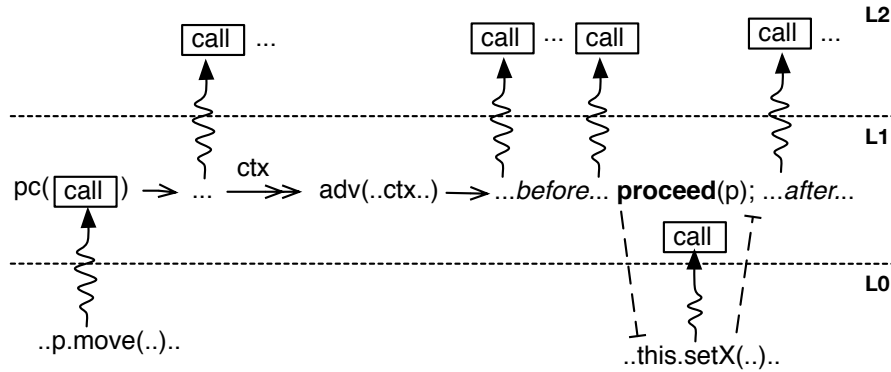 L2
call ... call ... call call ...
L1
ctx
pc( call ) ... adv(..ctx..) ...before... proceed(p); ...after...
call
L0
..p.move(..).. ..this.setX(..)..